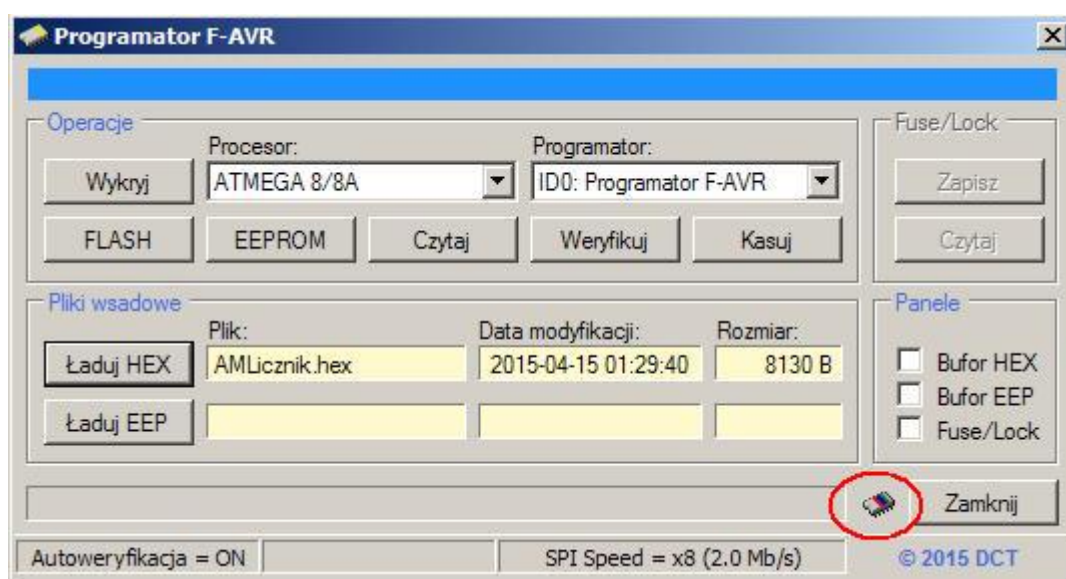 Programator F-AVR
Operacje
Fuse/Lock
Procesor:
Programator:
Wykryj
ATMEGA 8/8A
ID0: Programator F-AVR
Zapisz
FLASH
EEPROM
Czytaj
Weryfikuj
Kasuj
Czytaj
Pliki wsadowe
Panele
Plik:
Data modyfikacji:
Rozmiar:
Ładuj HEX
AMLicznik.hex
2015-04-15 01:29:40
8130 B
Bufor HEX
Bufor EEP
Ładuj EEP
Fuse/Lock
Zamknij
Autoweryfikacja = ON
SPI Speed = x8 (2.0 Mb/s)
© 2015 DCT